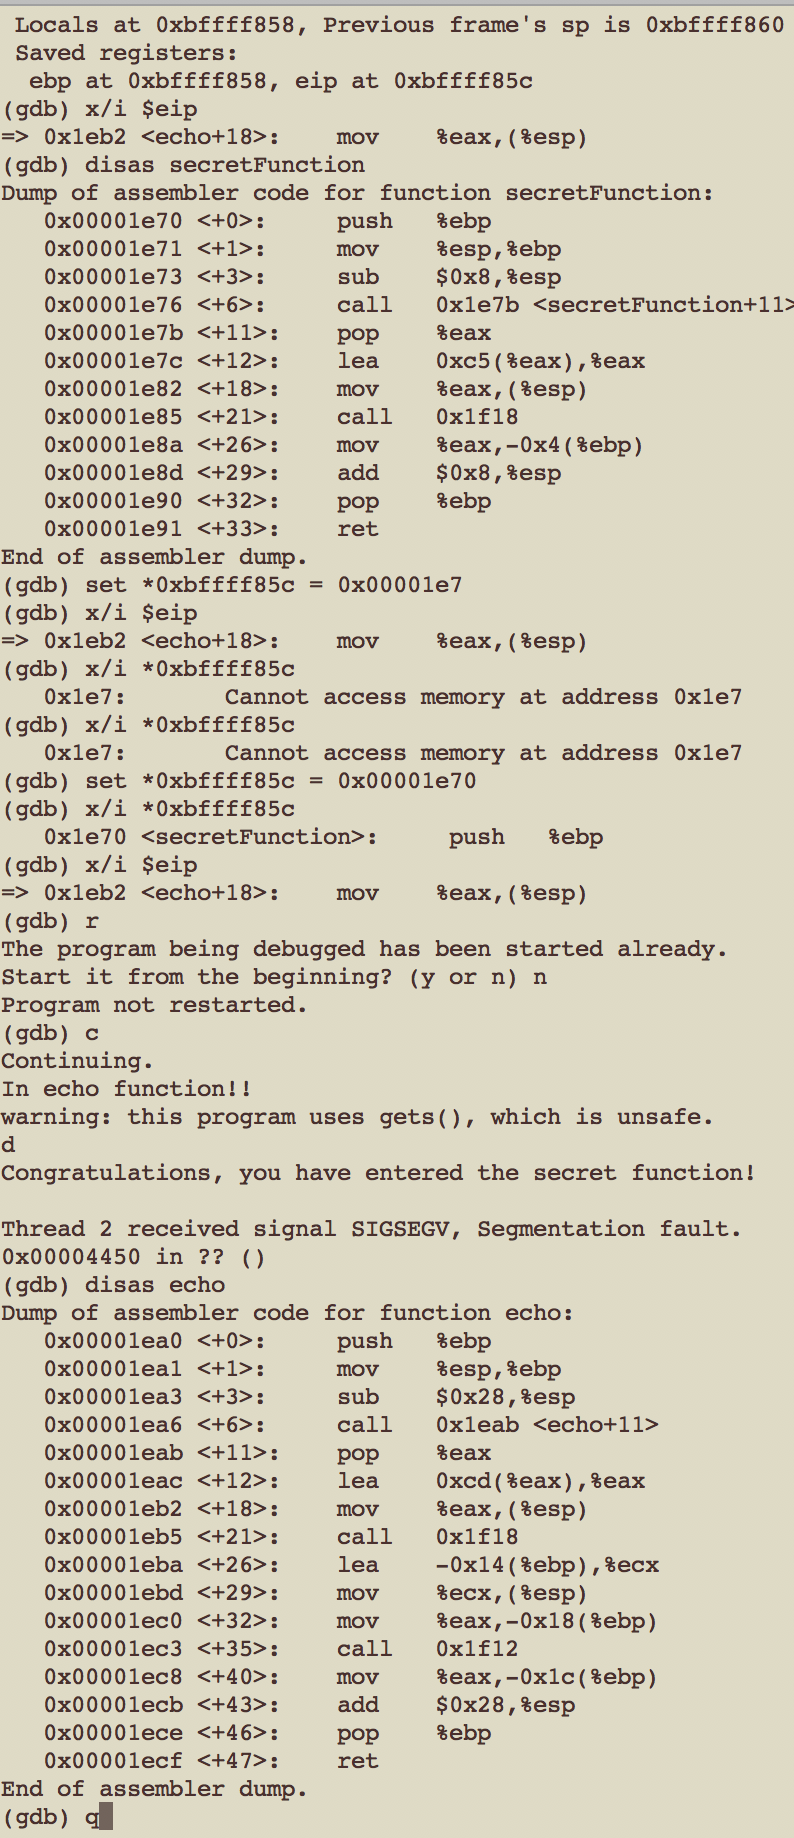 Locals at 0xbffff858, Previous frame's sp is 0xbffff860
Saved registers:
ebp at 0xbffff858, eip at 0xbffff85c
(gdb) x/i $eip
=> 0x1eb2 <echo+18>: mov %eax,(%esp)
(gdb) disas secretFunction
Dump of assembler code for function secretFunction:
0x00001e70 <+0>: push %ebp
0x00001e71 <+1>: mov %esp,%ebp
0x00001e73 <+3>: sub $0x8,%esp
0x00001e76 <+6>: call 0x1e7b <secretFunction+11>
0x00001e7b <+11>: pop %eax
0x00001e7c <+12>: lea 0xc5(%eax),%eax
0x00001e82 <+18>: mov %eax,(%esp)
0x00001e85 <+21>: call 0x1f18
0x00001e8a <+26>: mov %eax,-0x4(%ebp)
0x00001e8d <+29>: add $0x8,%esp
0x00001e90 <+32>: pop %ebp
0x00001e91 <+33>: ret
End of assembler dump.
(gdb) set *0xbffff85c = 0x00001e7
(gdb) x/i $eip
=> 0x1eb2 <echo+18>: mov %eax,(%esp)
(gdb) x/i *0xbffff85c
0x1e7: Cannot access memory at address 0x1e7
(gdb) x/i *0xbffff85c
0x1e7: Cannot access memory at address 0x1e7
(gdb) set *0xbffff85c = 0x00001e70
(gdb) x/i *0xbffff85c
0x1e70 <secretFunction>: push %ebp
(gdb) x/i $eip
=> 0x1eb2 <echo+18>: mov %eax,(%esp)
(gdb) r
The program being debugged has been started already.
Start it from the beginning? (y or n) n
Program not restarted.
(gdb) c
Continuing.
In echo function!!
warning: this program uses gets(), which is unsafe.
d
Congratulations, you have entered the secret function!
Thread 2 received signal SIGSEGV, Segmentation fault.
0x00004450 in ?? ()
(gdb) disas echo
Dump of assembler code for function echo:
0x00001ea0 <+0>: push %ebp
0x00001ea1 <+1>: mov %esp,%ebp
0x00001ea3 <+3>: sub $0x28,%esp
0x00001ea6 <+6>: call 0x1eab <echo+11>
0x00001eab <+11>: pop %eax
0x00001eac <+12>: lea 0xcd(%eax),%eax
0x00001eb2 <+18>: mov %eax,(%esp)
0x00001eb5 <+21>: call 0x1f18
0x00001eba <+26>: lea -0x14(%ebp),%ecx
0x00001ebd <+29>: mov %ecx,(%esp)
0x00001ec0 <+32>: mov %eax,-0x18(%ebp)
0x00001ec3 <+35>: call 0x1f12
0x00001ec8 <+40>: mov %eax,-0x1c(%ebp)
0x00001ecb <+43>: add $0x28,%esp
0x00001ece <+46>: pop %ebp
0x00001ecf <+47>: ret
End of assembler dump.
(gdb) q